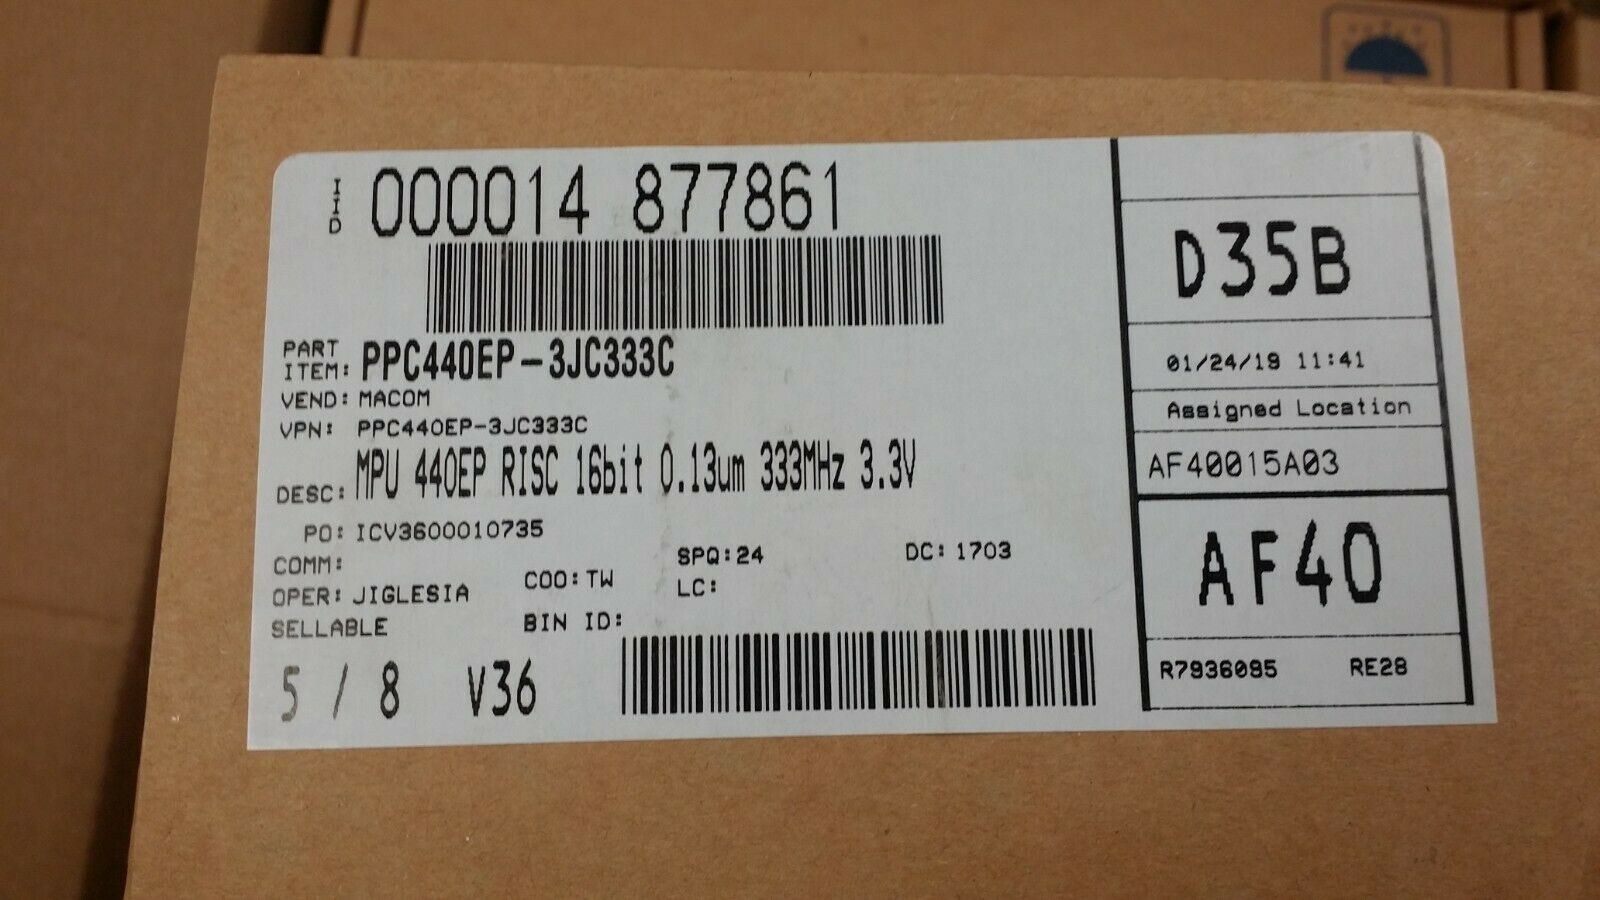 IID 000014 877861
PART ITEM: PPC440EP-3JC333C
VEND: MACOM
VPN: PPC440EP-3JC333C
DESC: MPU 440EP RISC 16bit 0.13um 333MHz 3.3V
PO: ICV3600010735
COMM:
SPQ: 24
DC: 1703
OPER: JIGLESIA
COO: TW
LC:
SELLABLE
BIN ID:
5 / 8 V36
D35B
01/24/19 11:41
Assigned Location
AF40015A03
AF40
R7936095 RE28